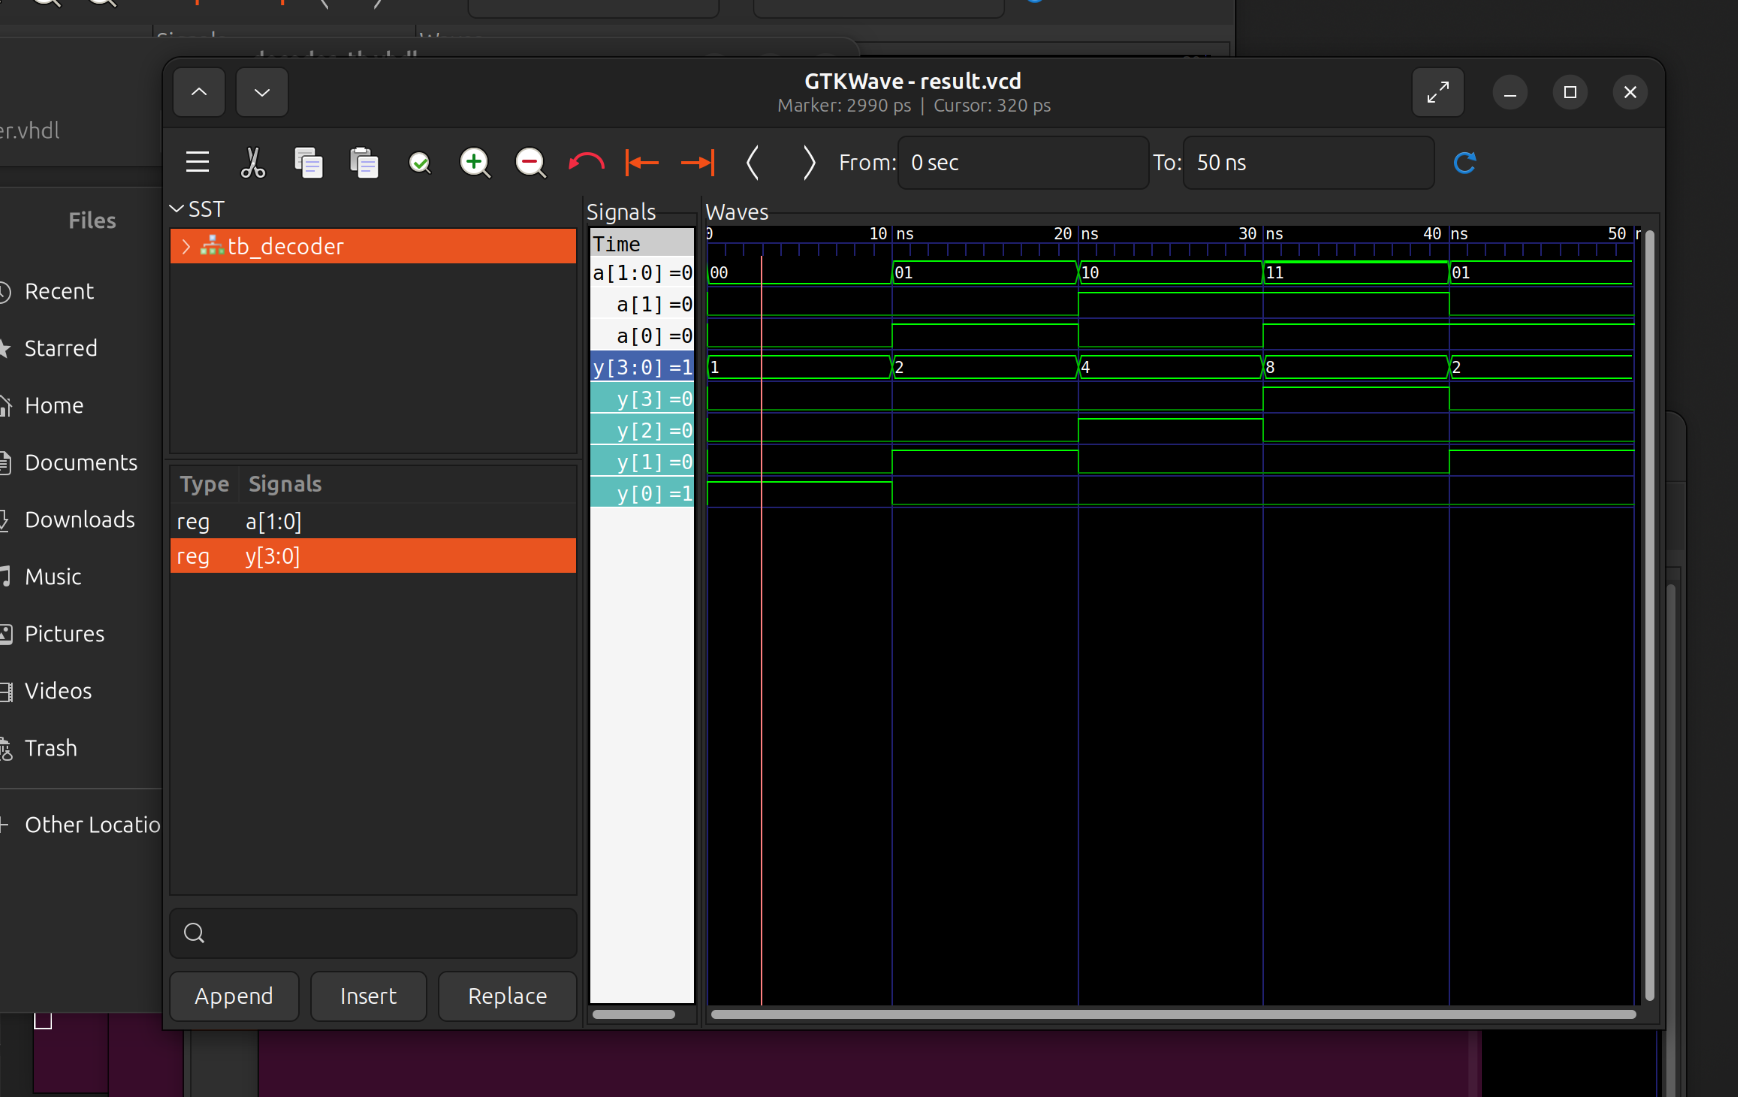 GTKWave - result.vcd
Marker: 2990 ps | Cursor: 320 ps
er.vhdl
From: 0 sec To: 50 ns
Files
Recent
Starred
Home
Documents
Downloads
Music
Pictures
Videos
Trash
+ Other Locatio
SST
tb_decoder
Type Signals
reg a[1:0]
reg y[3:0]
Append Insert Replace
Signals
Time
a[1:0] =0
a[1] =0
a[0] =0
y[3:0] =1
y[3] =0
y[2] =0
y[1] =0
y[0] =1
Waves
0 10 ns 20 ns 30 ns 40 ns 50 n
00 01 10 11 01
1 2 4 8 2